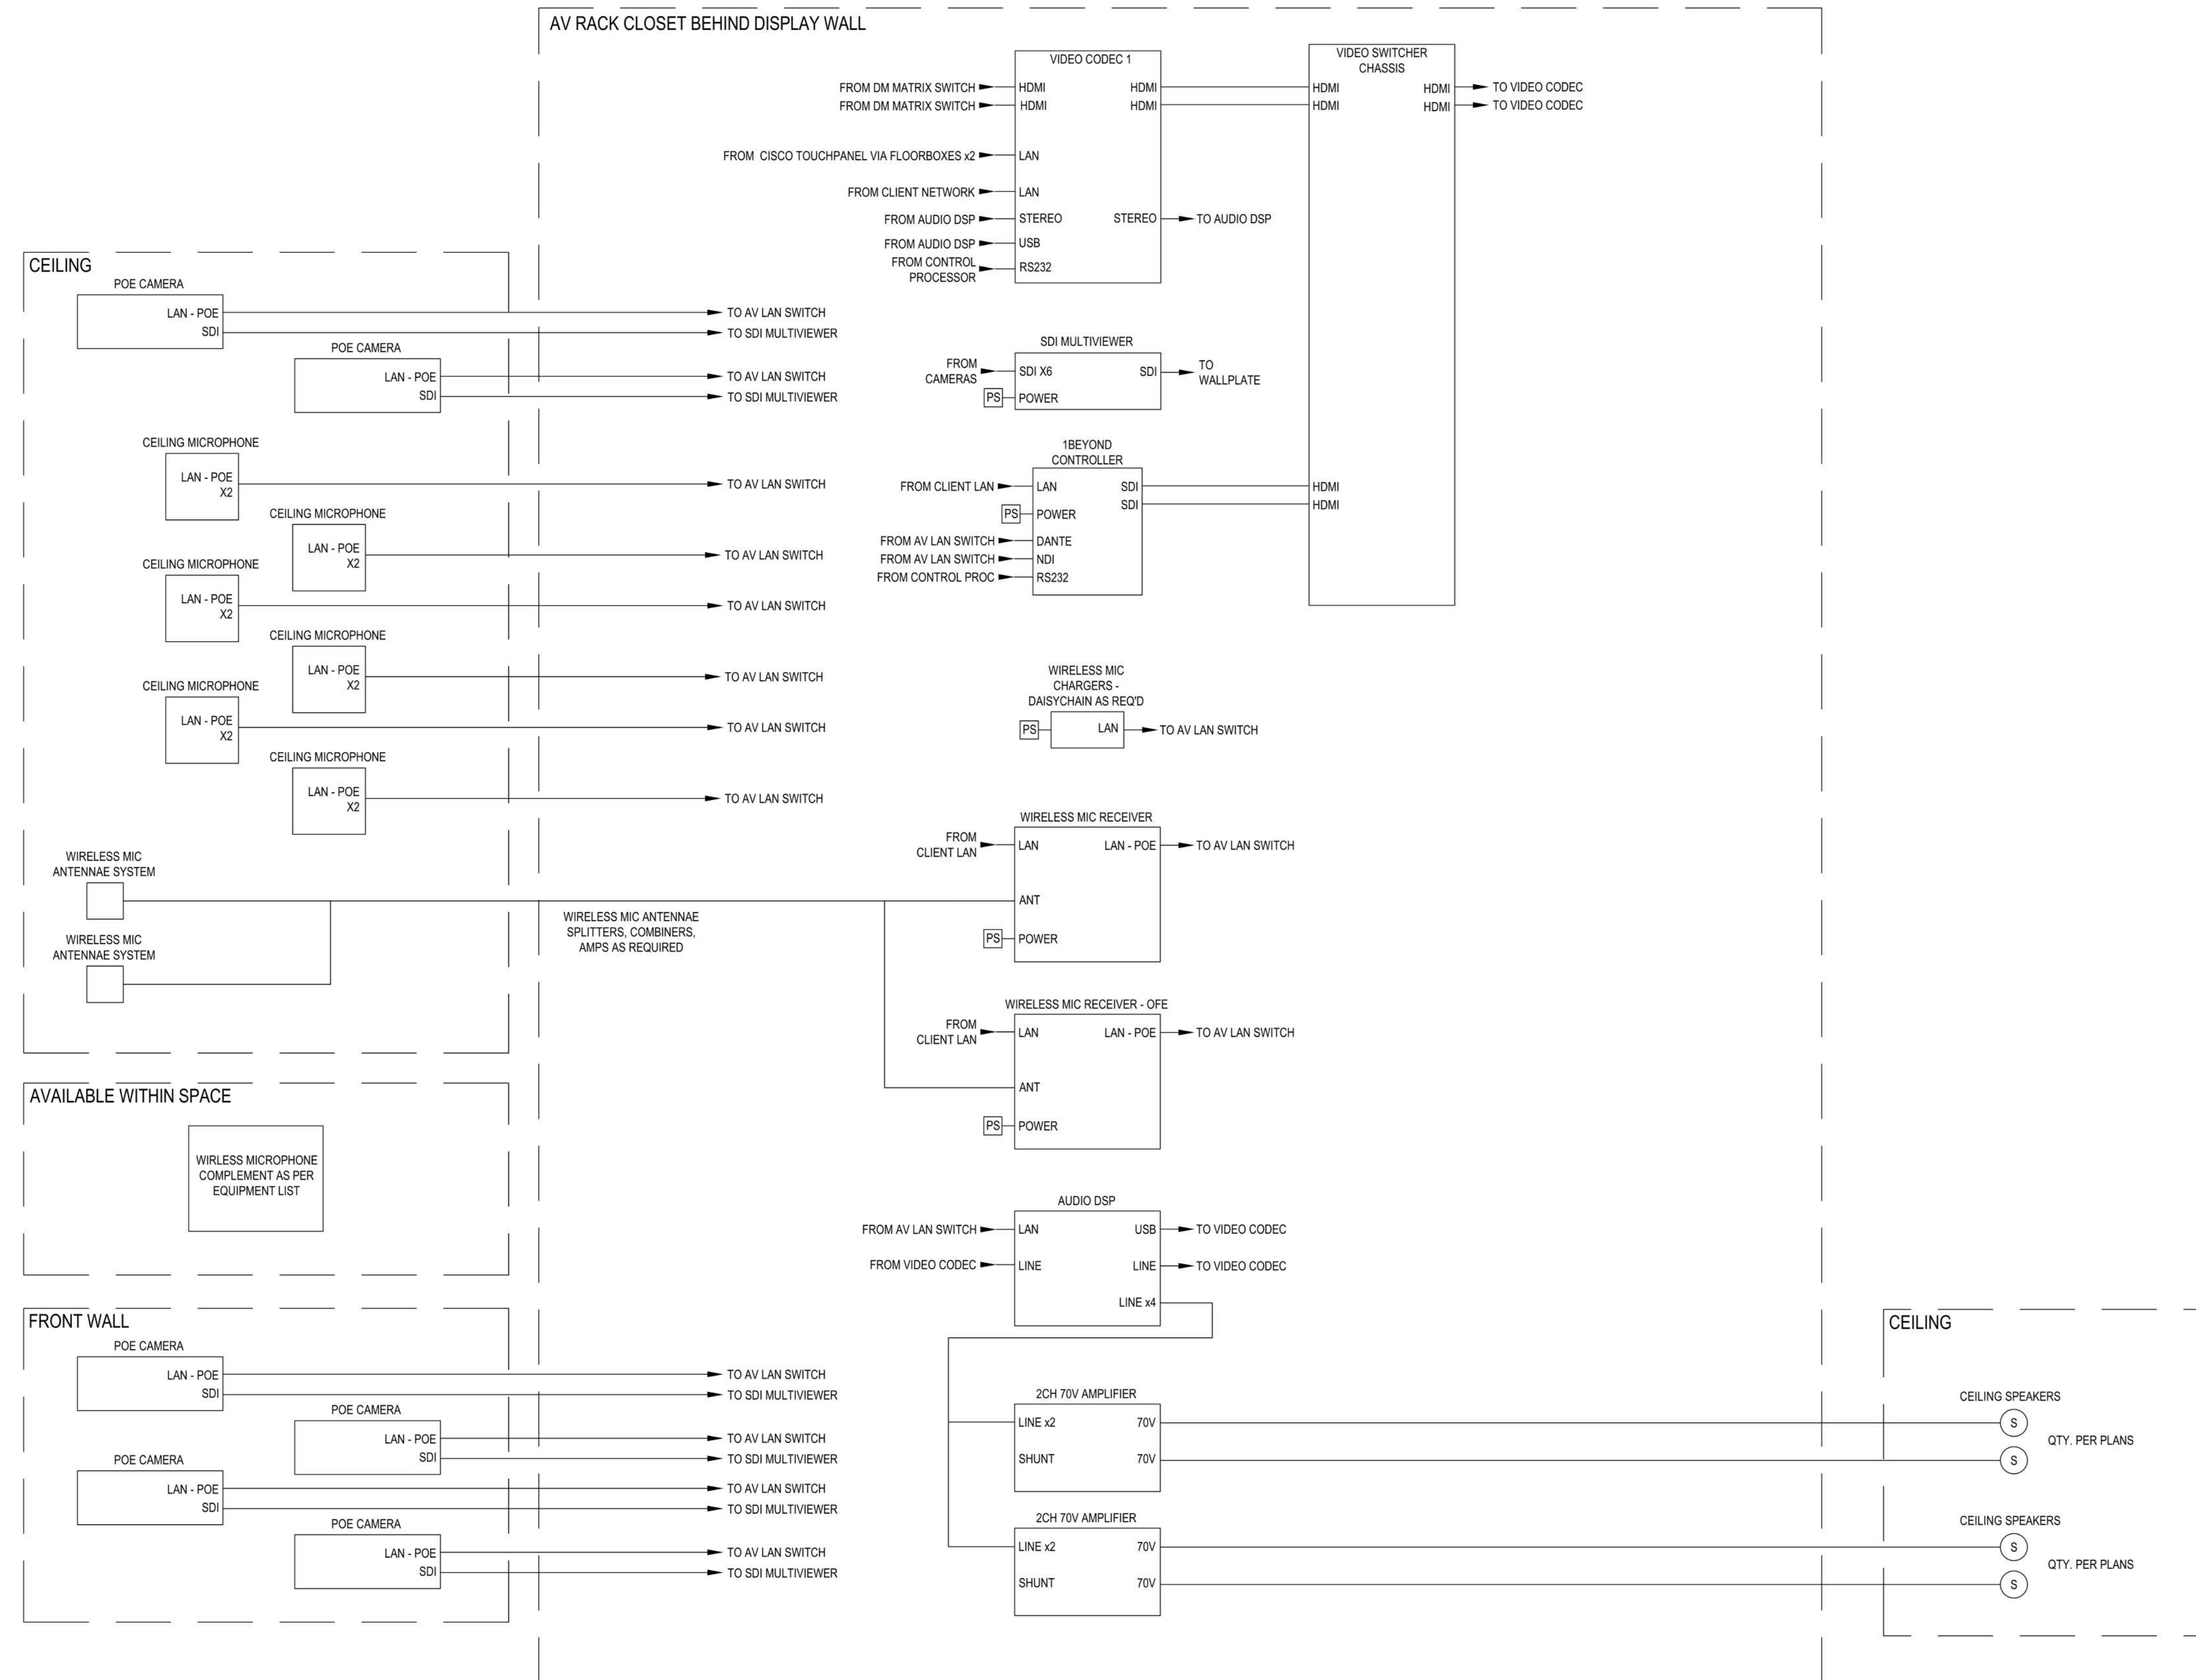 AV RACK CLOSET BEHIND DISPLAY WALL
VIDEO CODEC 1
FROM DM MATRIX SWITCH
HDMI
HDMI
FROM DM MATRIX SWITCH
HDMI
HDMI
FROM  CISCO TOUCHPANEL VIA FLOORBOXES x2
LAN
FROM CLIENT NETWORK
LAN
FROM AUDIO DSP
STEREO
STEREO
TO AUDIO DSP
FROM AUDIO DSP
USB
FROM CONTROL
PROCESSOR
RS232
VIDEO SWITCHER
CHASSIS
HDMI
HDMI
TO VIDEO CODEC
HDMI
HDMI
TO VIDEO CODEC
HDMI
HDMI
CEILING
POE CAMERA
LAN - POE
TO AV LAN SWITCH
SDI
TO SDI MULTIVIEWER
POE CAMERA
LAN - POE
TO AV LAN SWITCH
SDI
TO SDI MULTIVIEWER
SDI MULTIVIEWER
FROM
CAMERAS
SDI X6
SDI
TO
WALLPLATE
PS
POWER
1BEYOND
CONTROLLER
FROM CLIENT LAN
LAN
SDI
SDI
PS
POWER
FROM AV LAN SWITCH
DANTE
FROM AV LAN SWITCH
NDI
FROM CONTROL PROC
RS232
CEILING MICROPHONE
LAN - POE
X2
TO AV LAN SWITCH
CEILING MICROPHONE
LAN - POE
X2
TO AV LAN SWITCH
CEILING MICROPHONE
LAN - POE
X2
TO AV LAN SWITCH
CEILING MICROPHONE
LAN - POE
X2
TO AV LAN SWITCH
CEILING MICROPHONE
LAN - POE
X2
TO AV LAN SWITCH
CEILING MICROPHONE
LAN - POE
X2
TO AV LAN SWITCH
WIRELESS MIC
CHARGERS -
DAISYCHAIN AS REQ'D
PS
LAN
TO AV LAN SWITCH
WIRELESS MIC
ANTENNAE SYSTEM
WIRELESS MIC
ANTENNAE SYSTEM
WIRELESS MIC ANTENNAE
SPLITTERS, COMBINERS,
AMPS AS REQUIRED
WIRELESS MIC RECEIVER
FROM
CLIENT LAN
LAN
LAN - POE
TO AV LAN SWITCH
ANT
PS
POWER
WIRELESS MIC RECEIVER - OFE
FROM
CLIENT LAN
LAN
LAN - POE
TO AV LAN SWITCH
ANT
PS
POWER
AVAILABLE WITHIN SPACE
WIRLESS MICROPHONE
COMPLEMENT AS PER
EQUIPMENT LIST
AUDIO DSP
FROM AV LAN SWITCH
LAN
USB
TO VIDEO CODEC
FROM VIDEO CODEC
LINE
LINE
TO VIDEO CODEC
LINE x4
FRONT WALL
POE CAMERA
LAN - POE
TO AV LAN SWITCH
SDI
TO SDI MULTIVIEWER
POE CAMERA
LAN - POE
TO AV LAN SWITCH
SDI
TO SDI MULTIVIEWER
POE CAMERA
LAN - POE
TO AV LAN SWITCH
SDI
TO SDI MULTIVIEWER
POE CAMERA
LAN - POE
TO AV LAN SWITCH
SDI
TO SDI MULTIVIEWER
2CH 70V AMPLIFIER
LINE x2
70V
SHUNT
70V
2CH 70V AMPLIFIER
LINE x2
70V
SHUNT
70V
CEILING
CEILING SPEAKERS
S
QTY. PER PLANS
S
CEILING SPEAKERS
S
QTY. PER PLANS
S